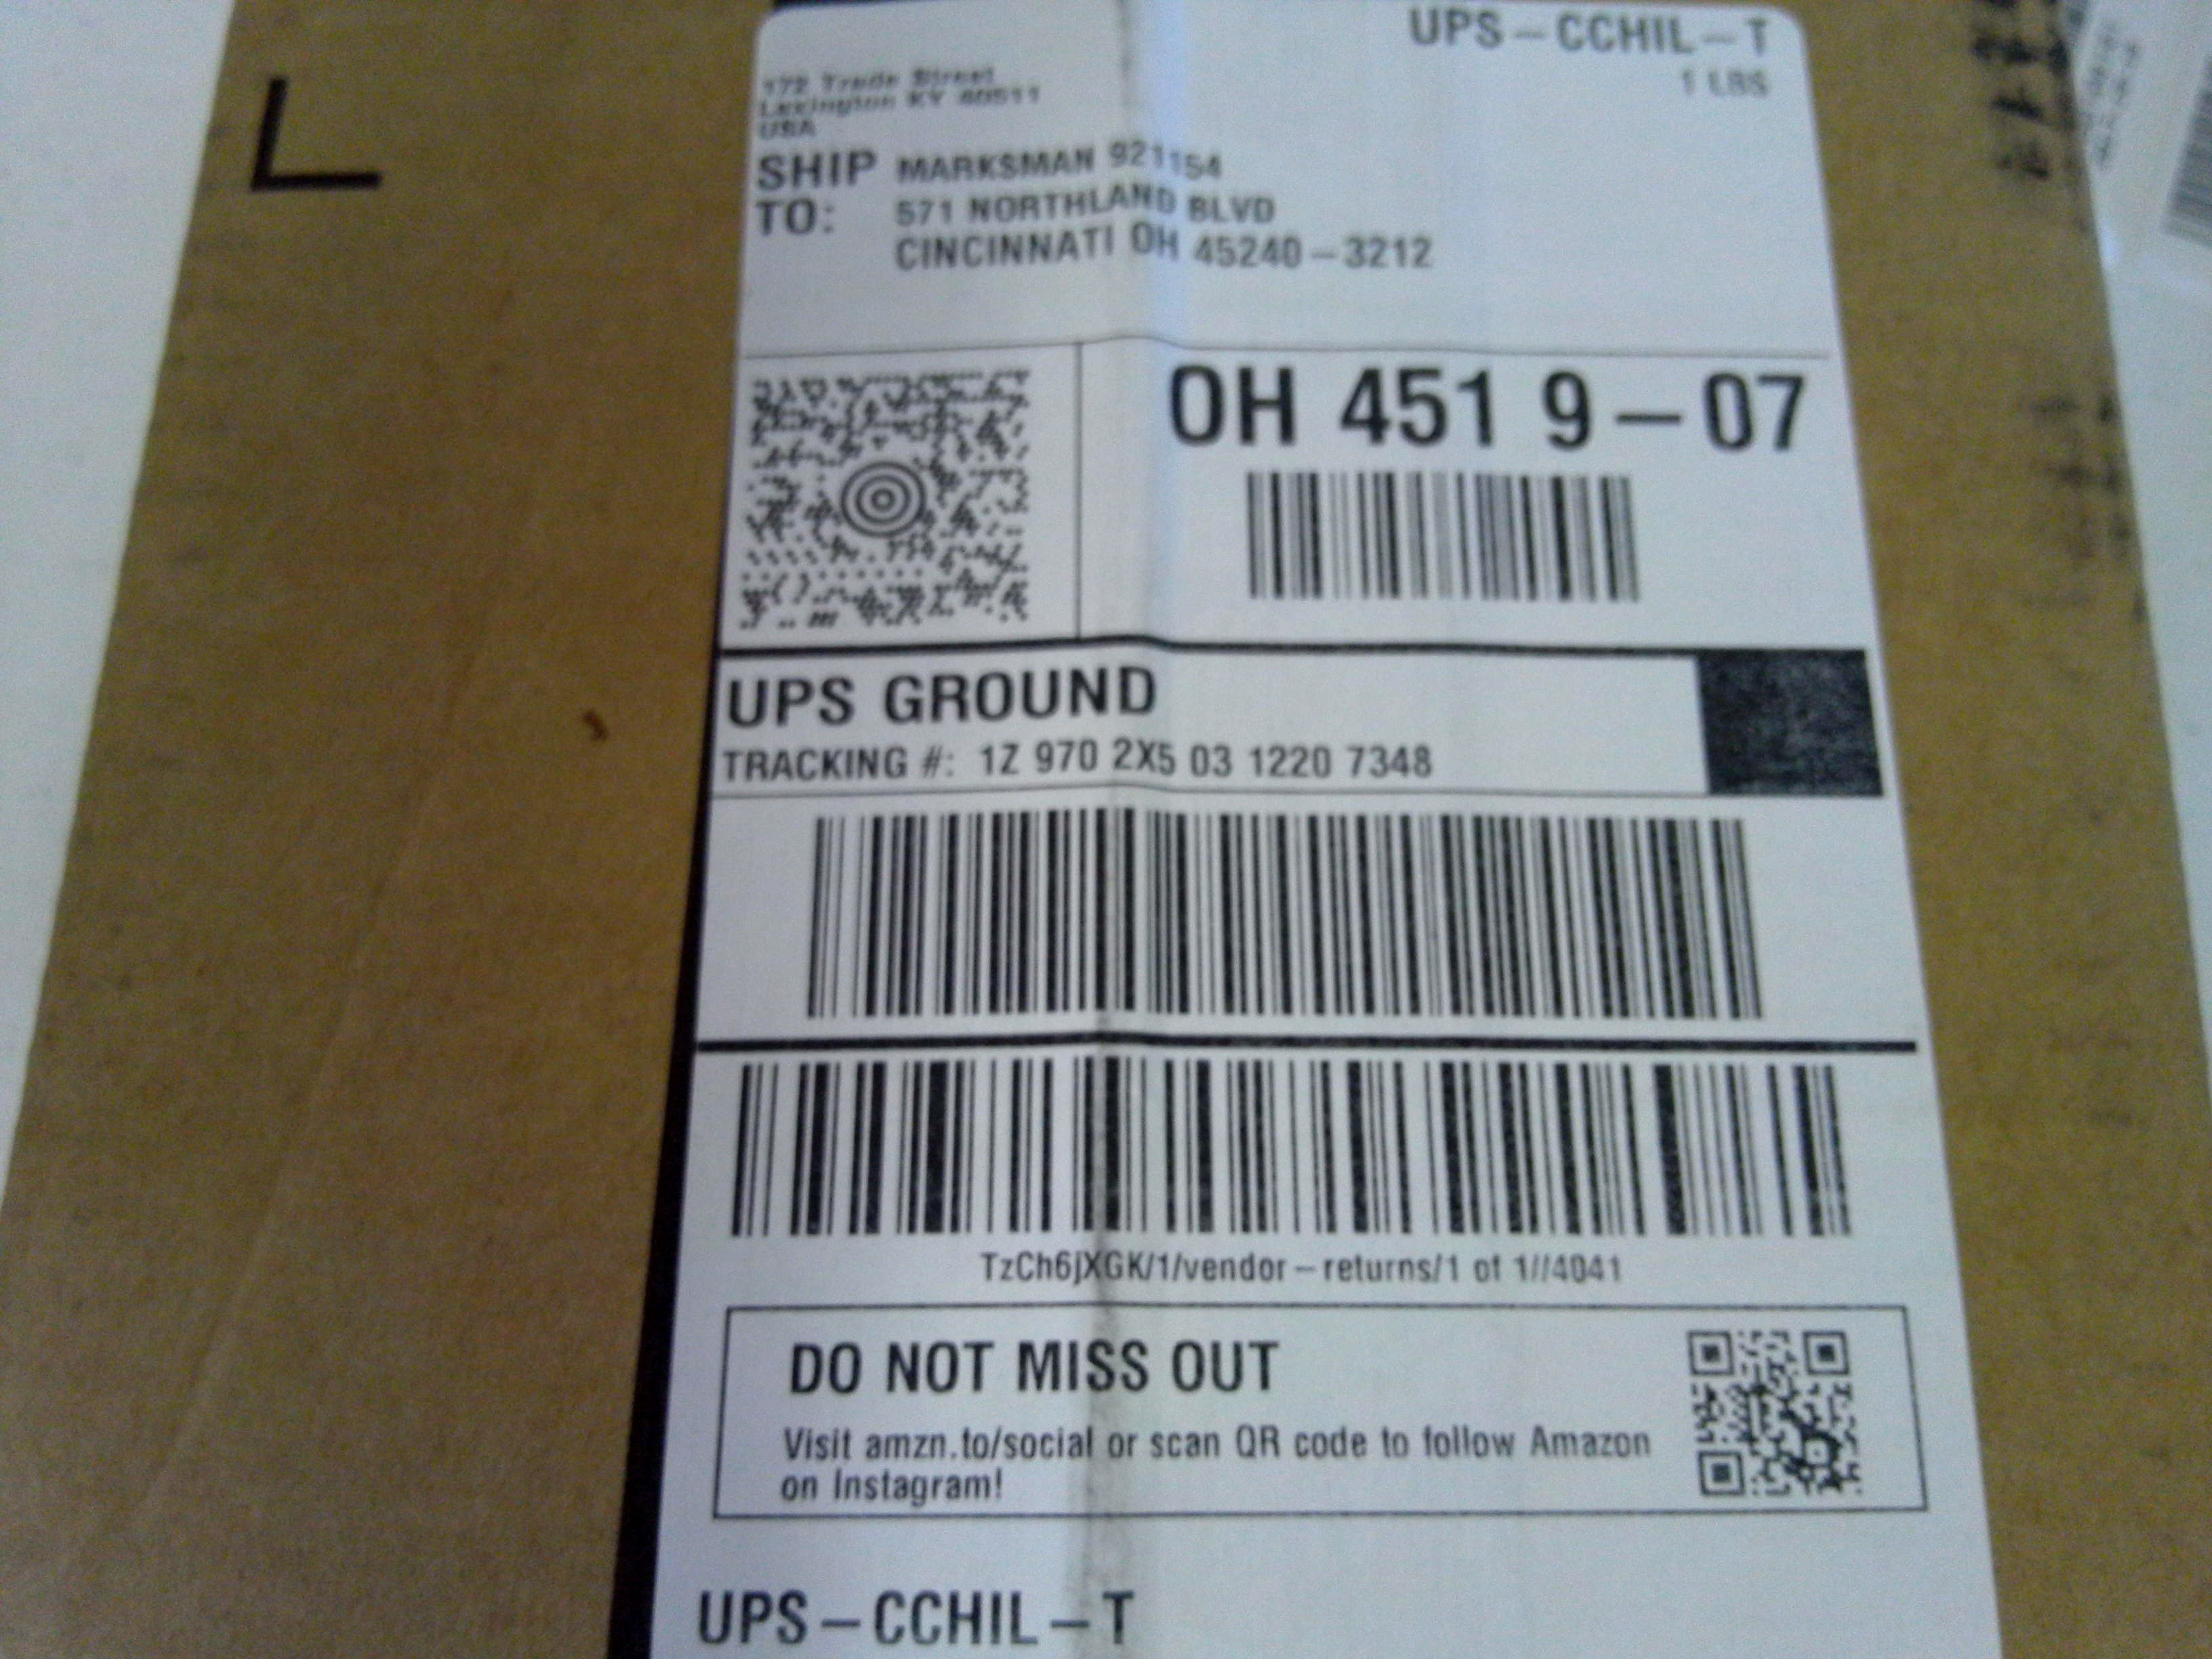 L
UPS-CCHIL-T
1 LBS
172 Trade Street
Lexington KY 40511
USA
SHIP TO:
MARKSMAN 921154
571 NORTHLAND BLVD
CINCINNATI OH 45240-3212
OH 451 9-07
UPS GROUND
TRACKING #: 1Z 970 2X5 03 1220 7348
TzCh6jXGK/1/vendor-returns/1 of 1//4041
DO NOT MISS OUT
Visit amzn.to/social or scan QR code to follow Amazon
on Instagram!
UPS-CCHIL-T